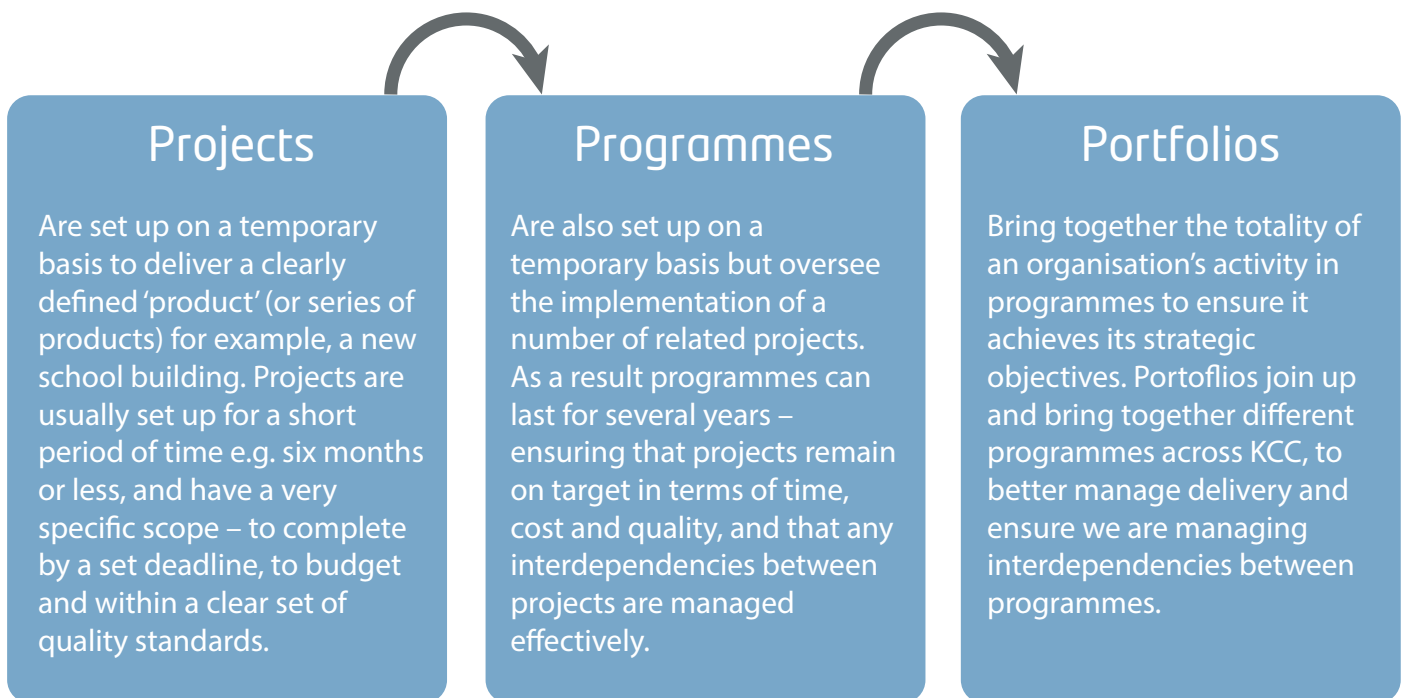 Projects
Are set up on a temporary
basis to deliver a clearly
defined ‘product’ (or series of
products) for example, a new
school building. Projects are
usually set up for a short
period of time e.g. six months
or less, and have a very
specific scope – to complete
by a set deadline, to budget
and within a clear set of
quality standards.
Programmes
Are also set up on a
temporary basis but oversee
the implementation of a
number of related projects.
As a result programmes can
last for several years –
ensuring that projects remain
on target in terms of time,
cost and quality, and that any
interdependencies between
projects are managed
effectively.
Portfolios
Bring together the totality of
an organisation’s activity in
programmes to ensure it
achieves its strategic
objectives. Portoflios join up
and bring together different
programmes across KCC, to
better manage delivery and
ensure we are managing
interdependencies between
programmes.